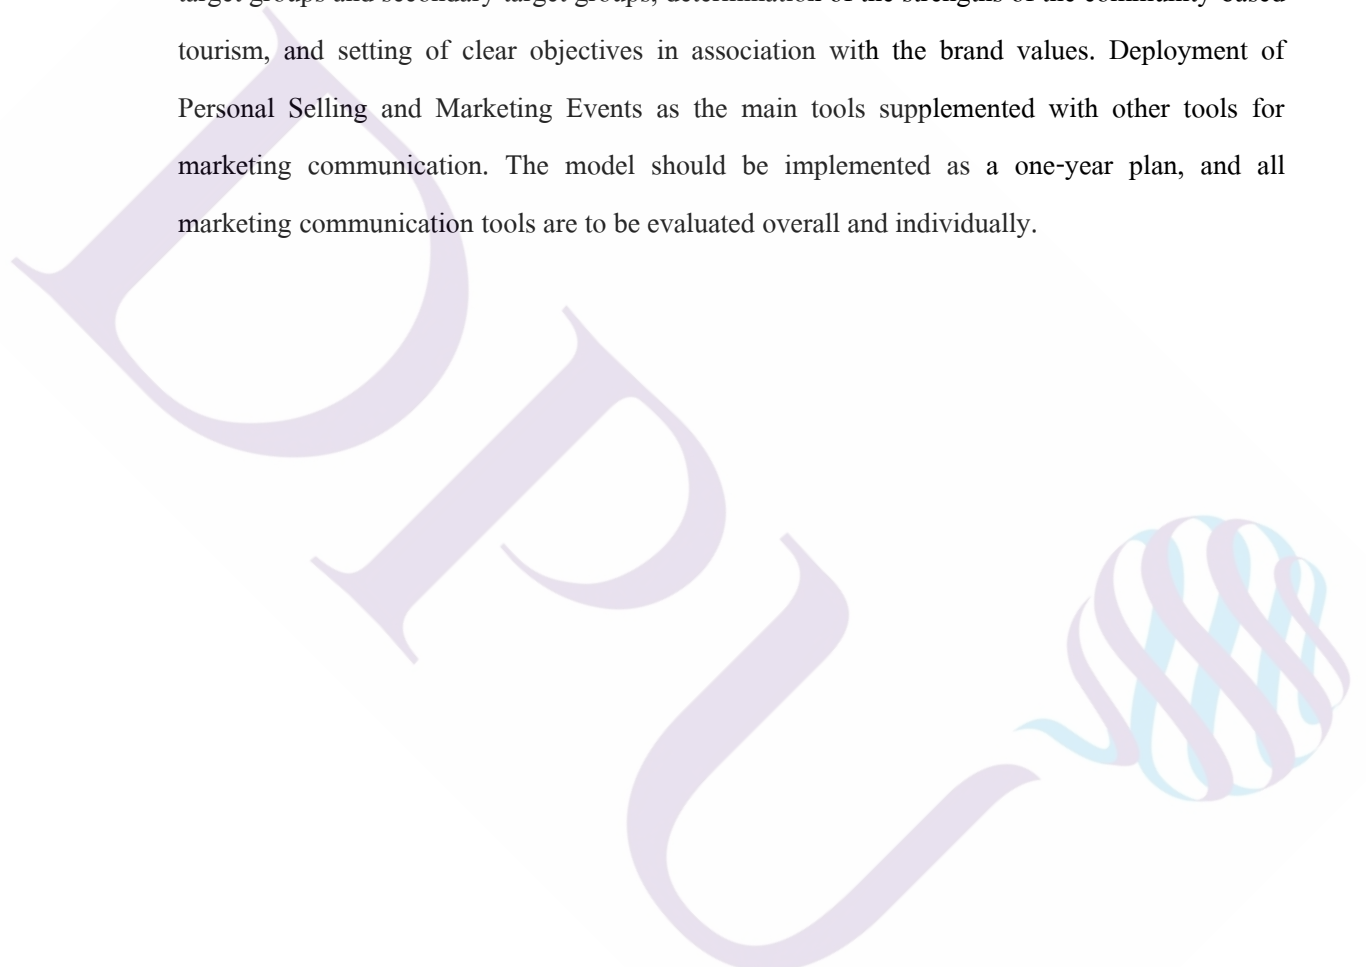 target groups and secondary target groups, determination of the strengths of the community-based
tourism, and setting of clear objectives in association with the brand values. Deployment of
Personal Selling and Marketing Events as the main tools supplemented with other tools for
marketing communication. The model should be implemented as a one-year plan, and all
marketing communication tools are to be evaluated overall and individually.
DPU